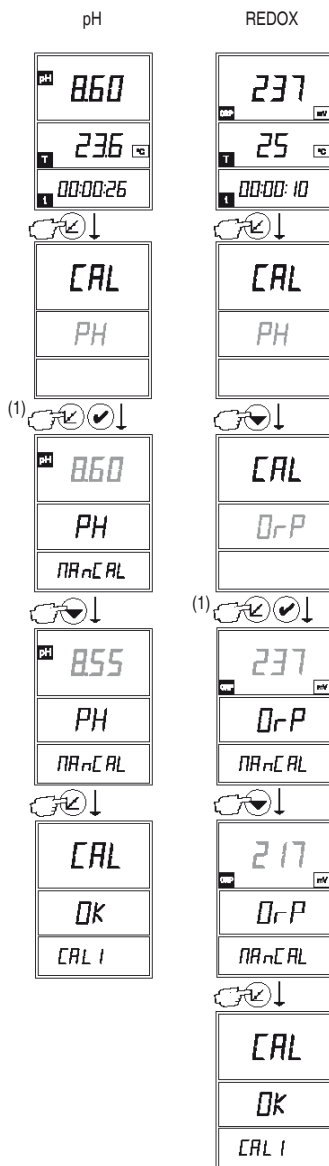 pH
pH
8.60
T
23.6 °C
t
00:00:26
CAL
PH
(1)
pH
8.60
PH
MAnCAL
pH
8.55
PH
MAnCAL
CAL
OK
CAL 1
REDOX
237
ORP mV
T
25 °C
t
00:00:10
CAL
PH
CAL
OrP
(1)
237
ORP mV
OrP
MAnCAL
217
ORP mV
OrP
MAnCAL
CAL
OK
CAL 1